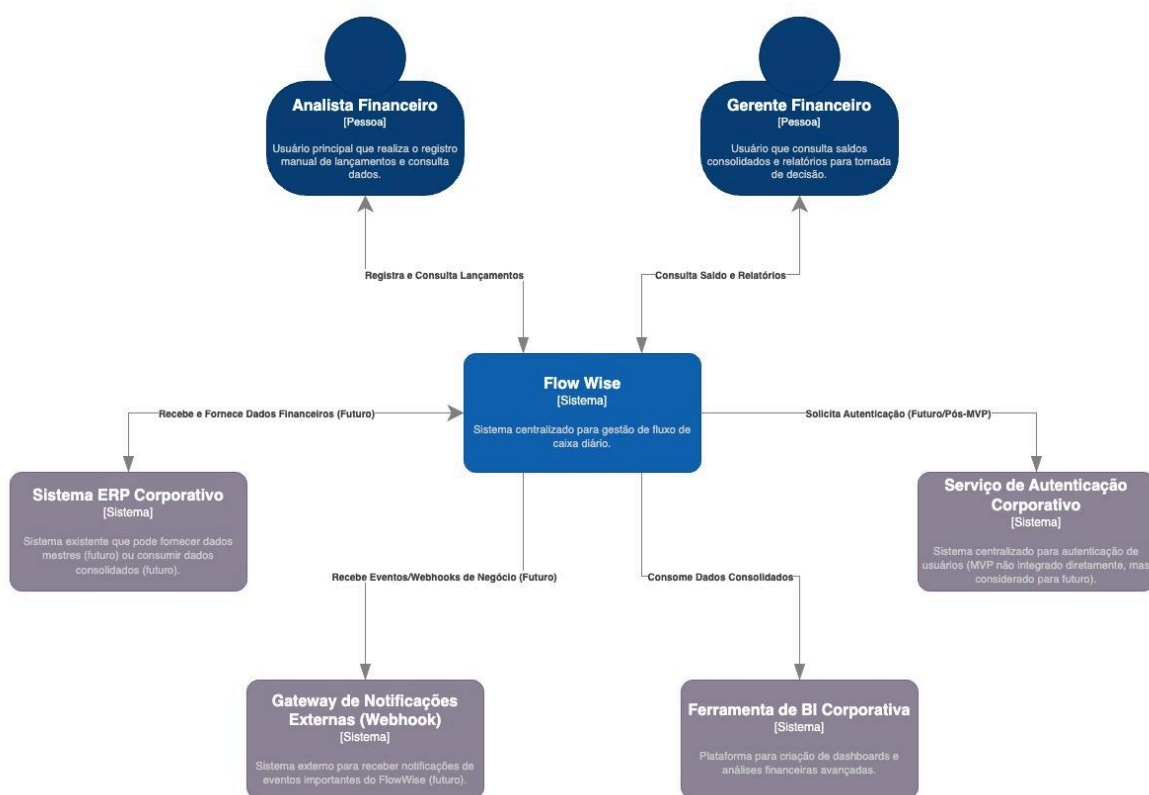 Analista Financeiro
[Pessoa]
Usuário principal que realiza o registro
manual de lançamentos e consulta
dados.
Gerente Financeiro
[Pessoa]
Usuário que consulta saldos
consolidados e relatórios para tomada
de decisão.
Registra e Consulta Lançamentos
Consulta Saldo e Relatórios
Flow Wise
[Sistema]
Sistema centralizado para gestão de fluxo de
caixa diário.
Recebe e Fornece Dados Financeiros (Futuro)
Solicita Autenticação (Futuro/Pós-MVP)
Sistema ERP Corporativo
[Sistema]
Sistema existente que pode fornecer dados
mestres (futuro) ou consumir dados
consolidados (futuro).
Serviço de Autenticação
Corporativo
[Sistema]
Sistema centralizado para autenticação de
usuários (MVP não integrado diretamente, mas
considerado para futuro).
Recebe Eventos/Webhooks de Negócio (Futuro)
Consome Dados Consolidados
Gateway de Notificações
Externas (Webhook)
[Sistema]
Sistema externo para receber notificações de
eventos importantes do FlowWise (futuro).
Ferramenta de BI Corporativa
[Sistema]
Plataforma para criação de dashboards e
análises financeiras avançadas.